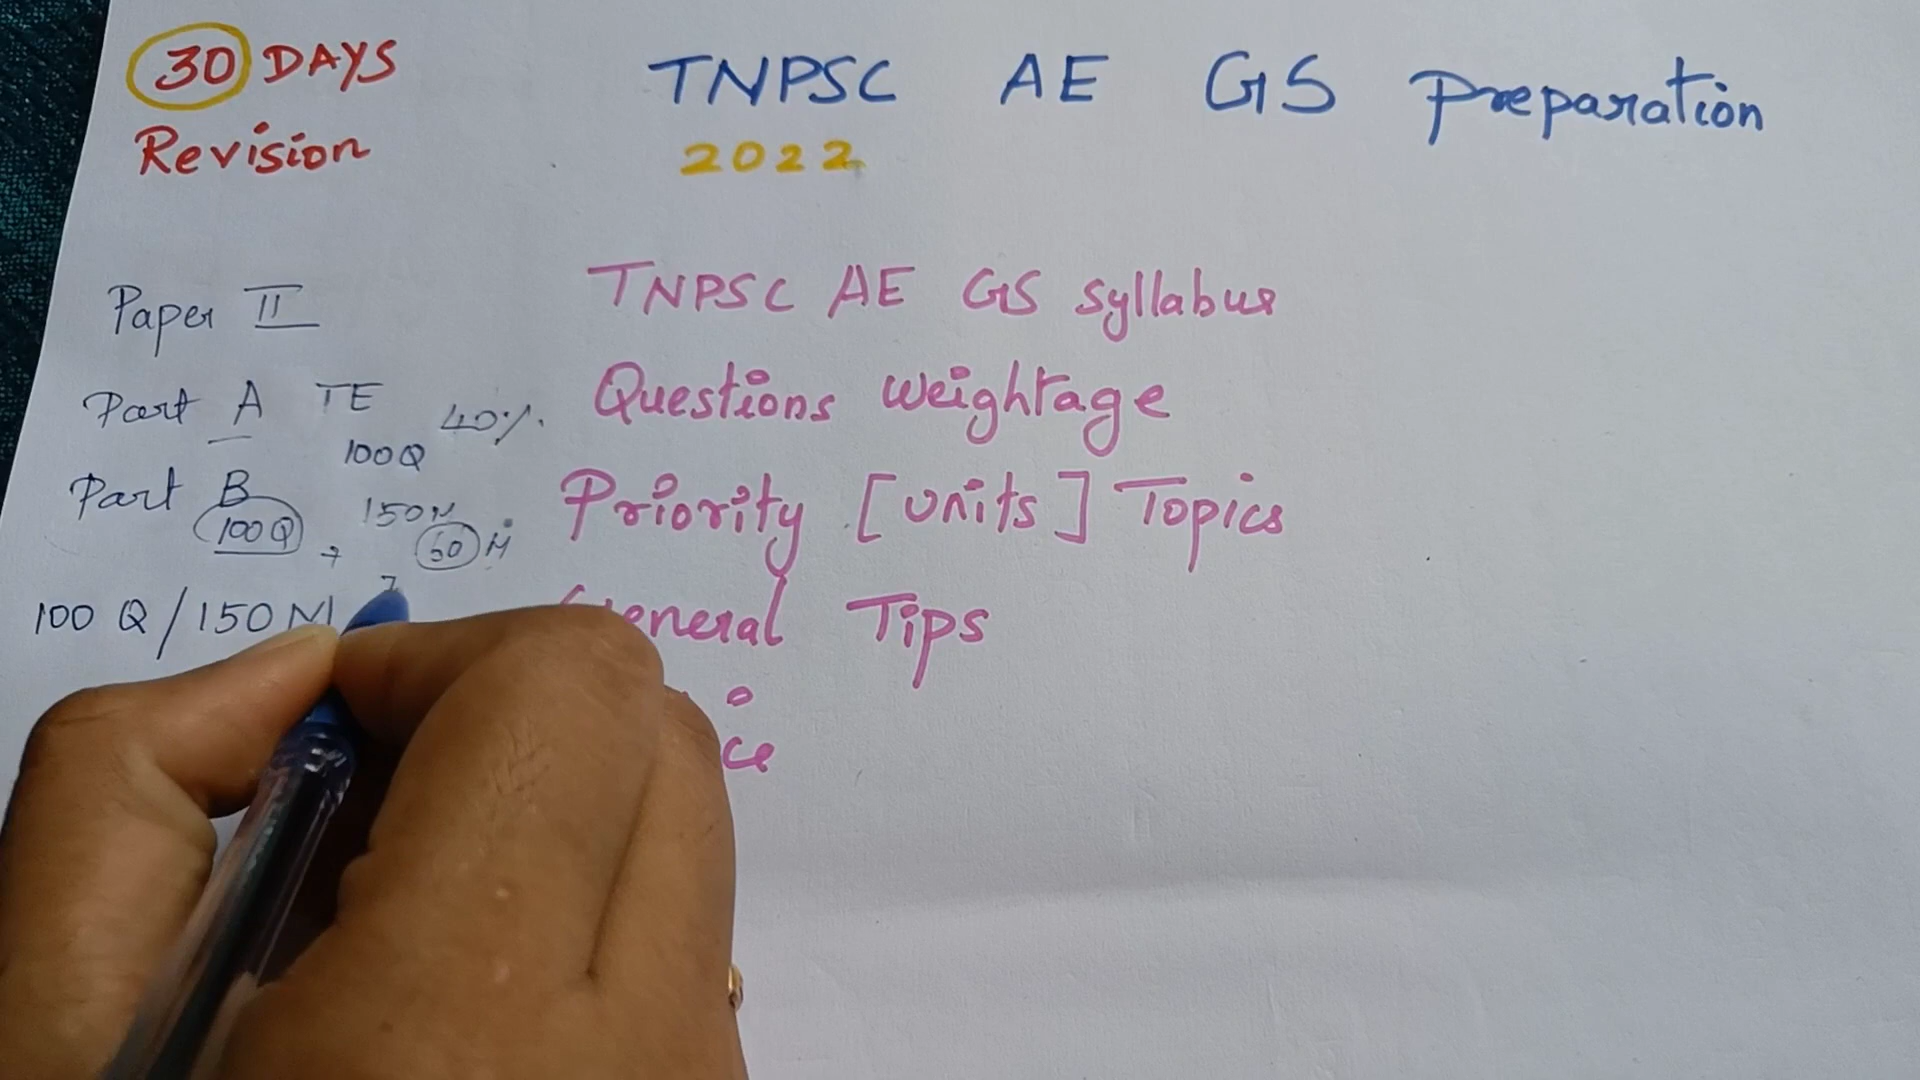 30 DAYS
Revision
TNPSC AE GS Preparation
2022
Paper II
Part A TE 40%.
100Q
Part B
100Q
150M
60 M
100 Q / 150 M
TNPSC AE GS syllabus
Questions weightage
Priority [units] Topics
General Tips